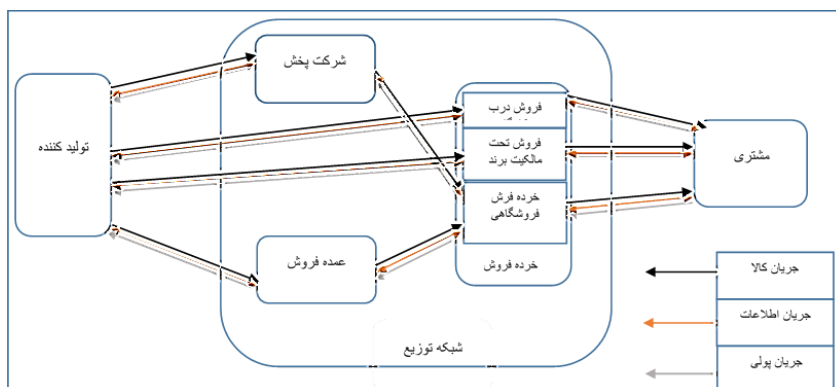 شرکت پخش
تولید کننده
فروش درب
فروش تحت
مالکیت برند
خرده فرش
فروشگاهی
خرده فروش
عمده فروش
شبکه توزیع
مشتری
جریان کالا
جریان اطلاعات
جریان پولی